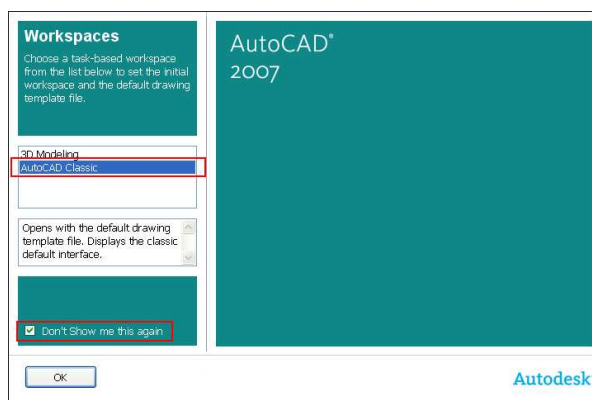 Workspaces
Choose a task-based workspace
from the list below to set the initial
workspace and the default drawing
template file.
3D Modeling
AutoCAD Classic
Opens with the default drawing
template file. Displays the classic
default interface.
Don't Show me this again
OK
AutoCAD®
2007
Autodesk